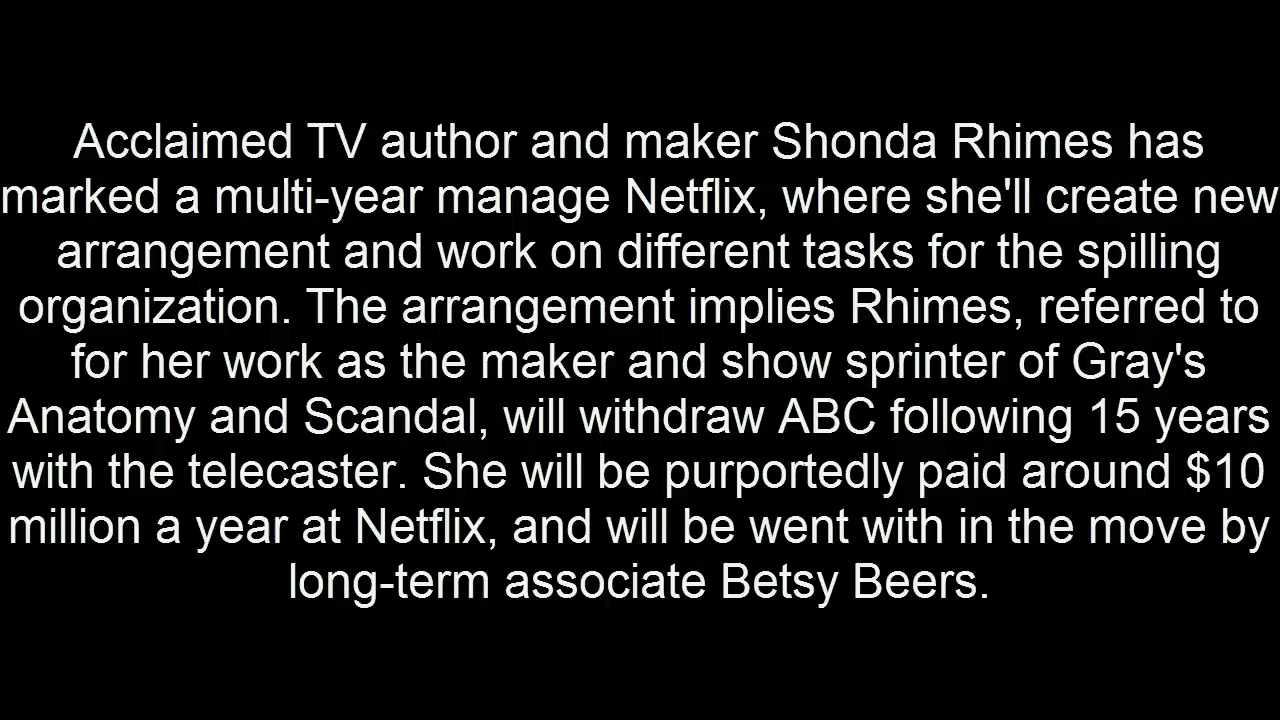 Acclaimed TV author and maker Shonda Rhimes has
marked a multi-year manage Netflix, where she'll create new
arrangement and work on different tasks for the spilling
organization. The arrangement implies Rhimes, referred to
for her work as the maker and show sprinter of Gray's
Anatomy and Scandal, will withdraw ABC following 15 years
with the telecaster. She will be purportedly paid around $10
million a year at Netflix, and will be went with in the move by
long-term associate Betsy Beers.